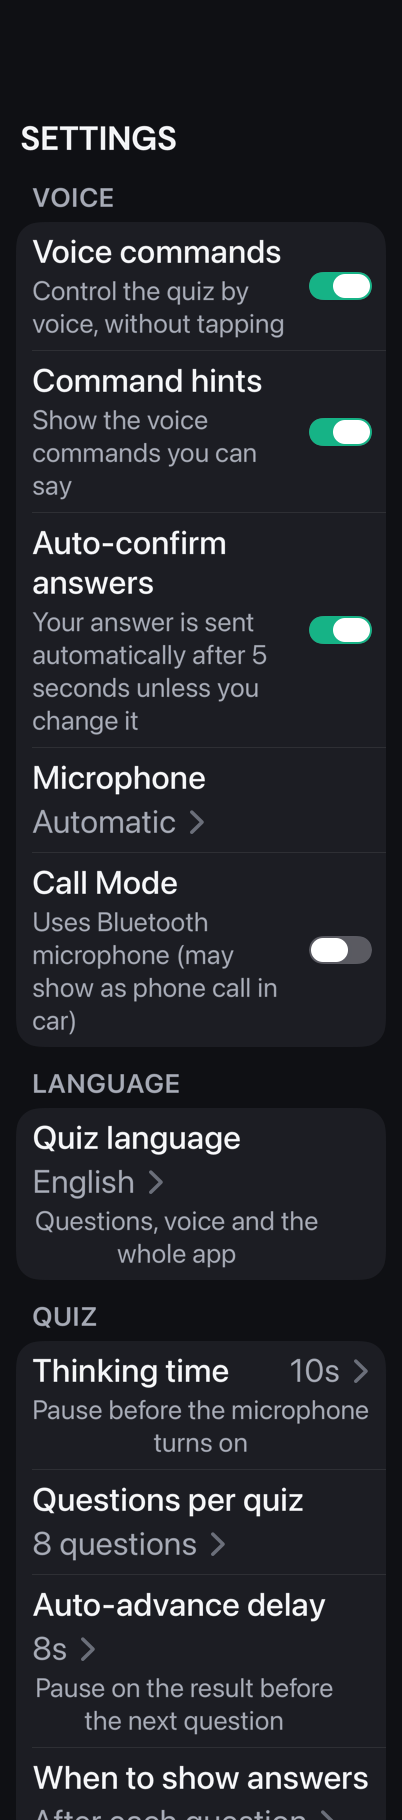 SETTINGS
VOICE
Voice commands
Control the quiz by
voice, without tapping
Command hints
Show the voice
commands you can
say
Auto-confirm
answers
Your answer is sent
automatically after 5
seconds unless you
change it
Microphone
Automatic
Call Mode
Uses Bluetooth
microphone (may
show as phone call in
car)
LANGUAGE
Quiz language
English
Questions, voice and the
whole app
QUIZ
Thinking time 10s
Pause before the microphone
turns on
Questions per quiz
8 questions
Auto-advance delay
8s
Pause on the result before
the next question
When to show answers
After each question